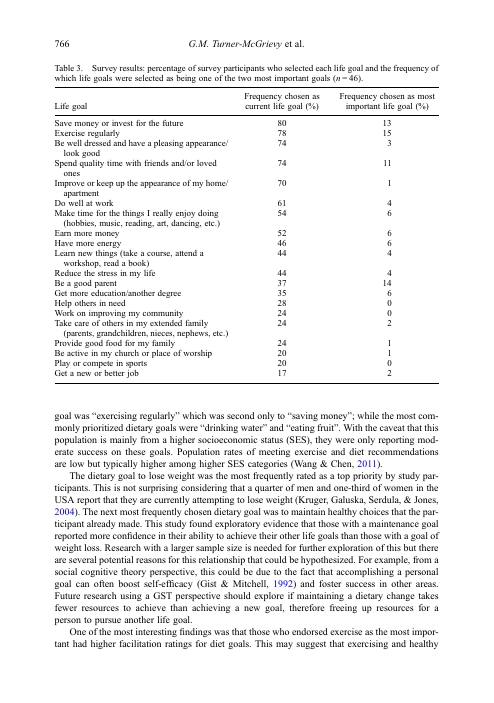 766
G.M. Turner-McGrievy et al.
Table 3. Survey results: percentage of survey participants who selected each life goal and the frequency of
which life goals were selected as being one of the two most important goals (n = 46).
Life goal
Frequency chosen as
current life goal (%)
Frequency chosen as most
important life goal (%)
Save money or invest for the future 80 13
Exercise regularly 78 15
Be well dressed and have a pleasing appearance/ 74 3
look good
Spend quality time with friends and/or loved 74 11
ones
Improve or keep up the appearance of my home/ 70 1
apartment
Do well at work 61 4
Make time for the things I really enjoy doing 54 6
(hobbies, music, reading, art, dancing, etc.)
Earn more money 52 6
Have more energy 46 6
Learn new things (take a course, attend a 44 4
workshop, read a book)
Reduce the stress in my life 44 4
Be a good parent 37 14
Get more education/another degree 35 6
Help others in need 28 0
Work on improving my community 24 0
Take care of others in my extended family 24 2
(parents, grandchildren, nieces, nephews, etc.)
Provide good food for my family 24 1
Be active in my church or place of worship 20 1
Play or compete in sports 20 0
Get a new or better job 17 2
goal was “exercising regularly” which was second only to “saving money”; while the most com-
monly prioritized dietary goals were “drinking water” and “eating fruit”. With the caveat that this
population is mainly from a higher socioeconomic status (SES), they were only reporting mod-
erate success on these goals. Population rates of meeting exercise and diet recommendations
are low but typically higher among higher SES categories (Wang & Chen, 2011).
The dietary goal to lose weight was the most frequently rated as a top priority by study par-
ticipants. This is not surprising considering that a quarter of men and one-third of women in the
USA report that they are currently attempting to lose weight (Kruger, Galuska, Serdula, & Jones,
2004). The next most frequently chosen dietary goal was to maintain healthy choices that the par-
ticipant already made. This study found exploratory evidence that those with a maintenance goal
reported more confidence in their ability to achieve their other life goals than those with a goal of
weight loss. Research with a larger sample size is needed for further exploration of this but there
are several potential reasons for this relationship that could be hypothesized. For example, from a
social cognitive theory perspective, this could be due to the fact that accomplishing a personal
goal can often boost self-efficacy (Gist & Mitchell, 1992) and foster success in other areas.
Future research using a GST perspective should explore if maintaining a dietary change takes
fewer resources to achieve than achieving a new goal, therefore freeing up resources for a
person to pursue another life goal.
One of the most interesting findings was that those who endorsed exercise as the most impor-
tant had higher facilitation ratings for diet goals. This may suggest that exercising and healthy